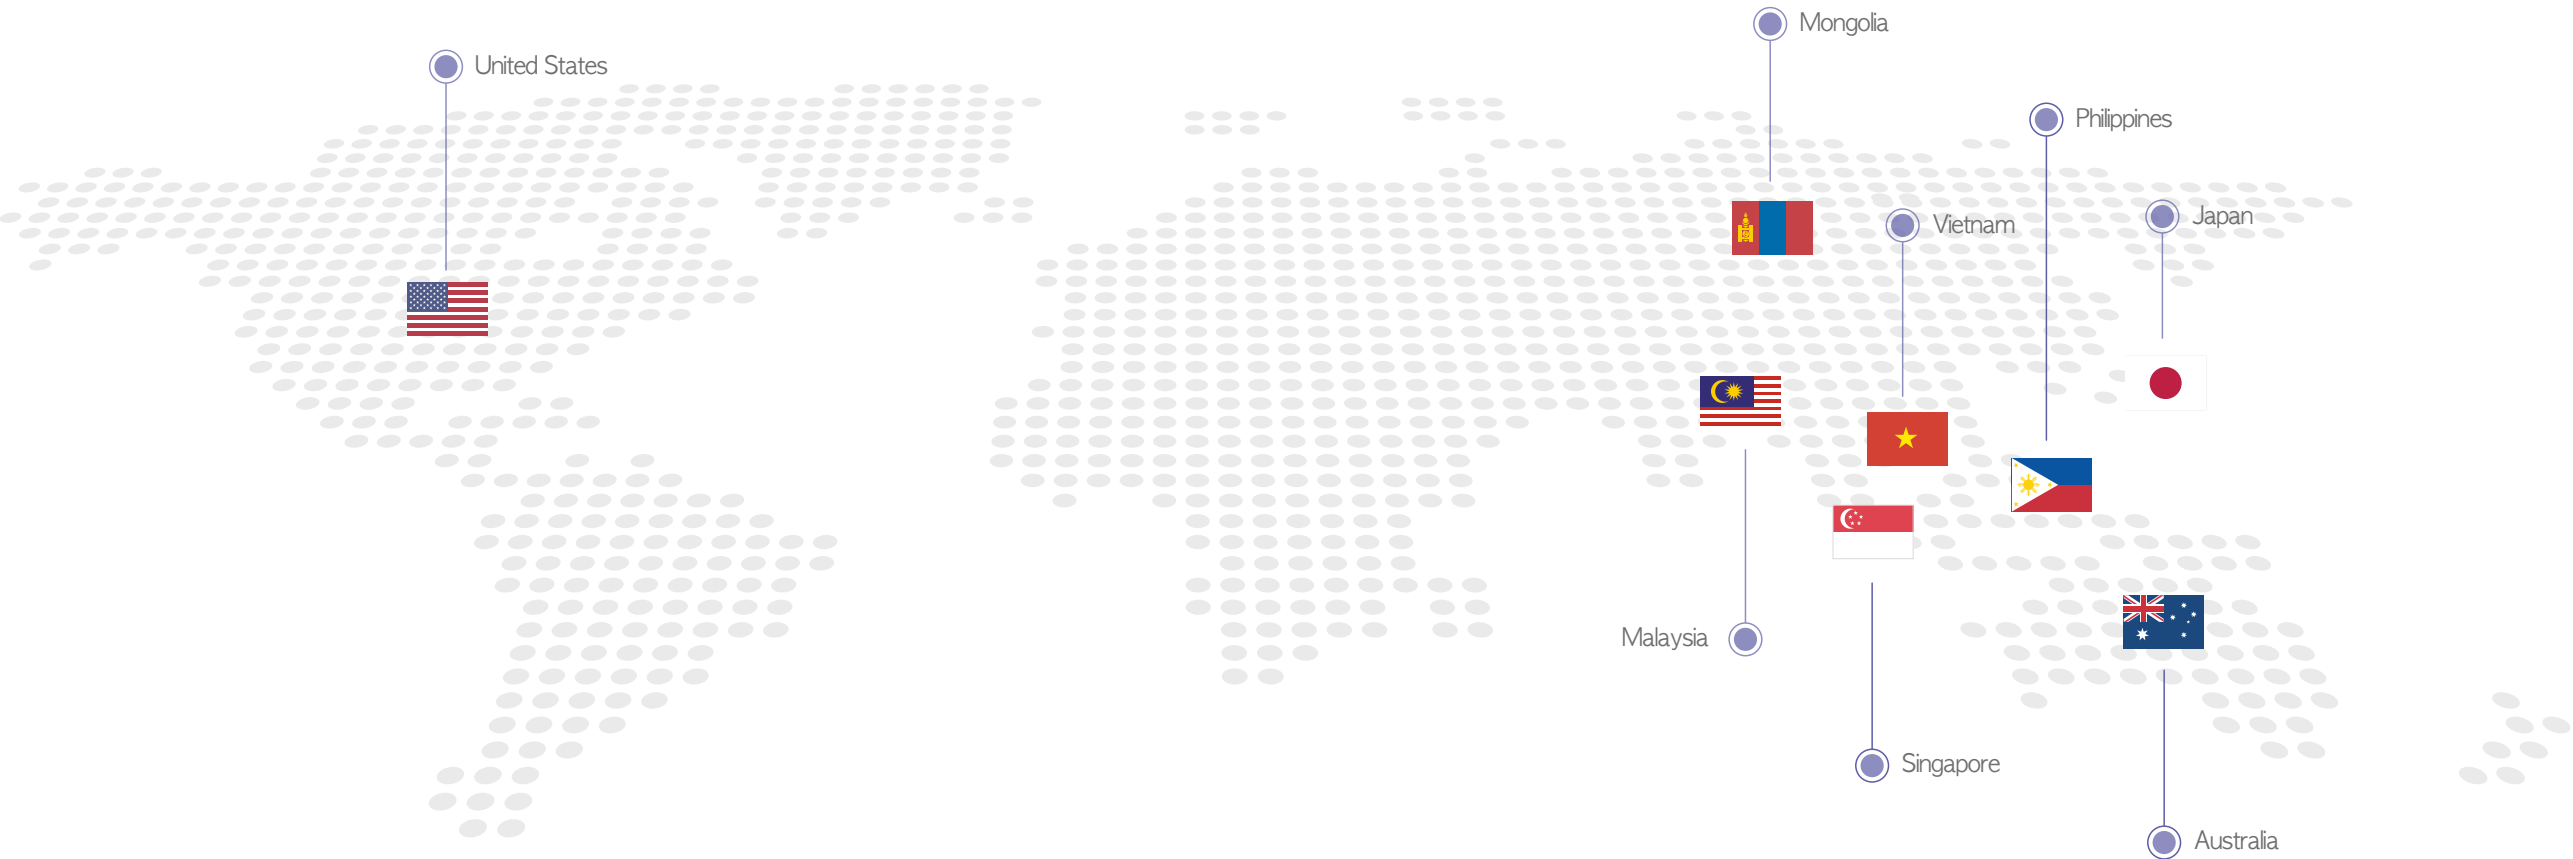 Mongolia
United States
Philippines
Japan
Vietnam
Malaysia
Singapore
Australia